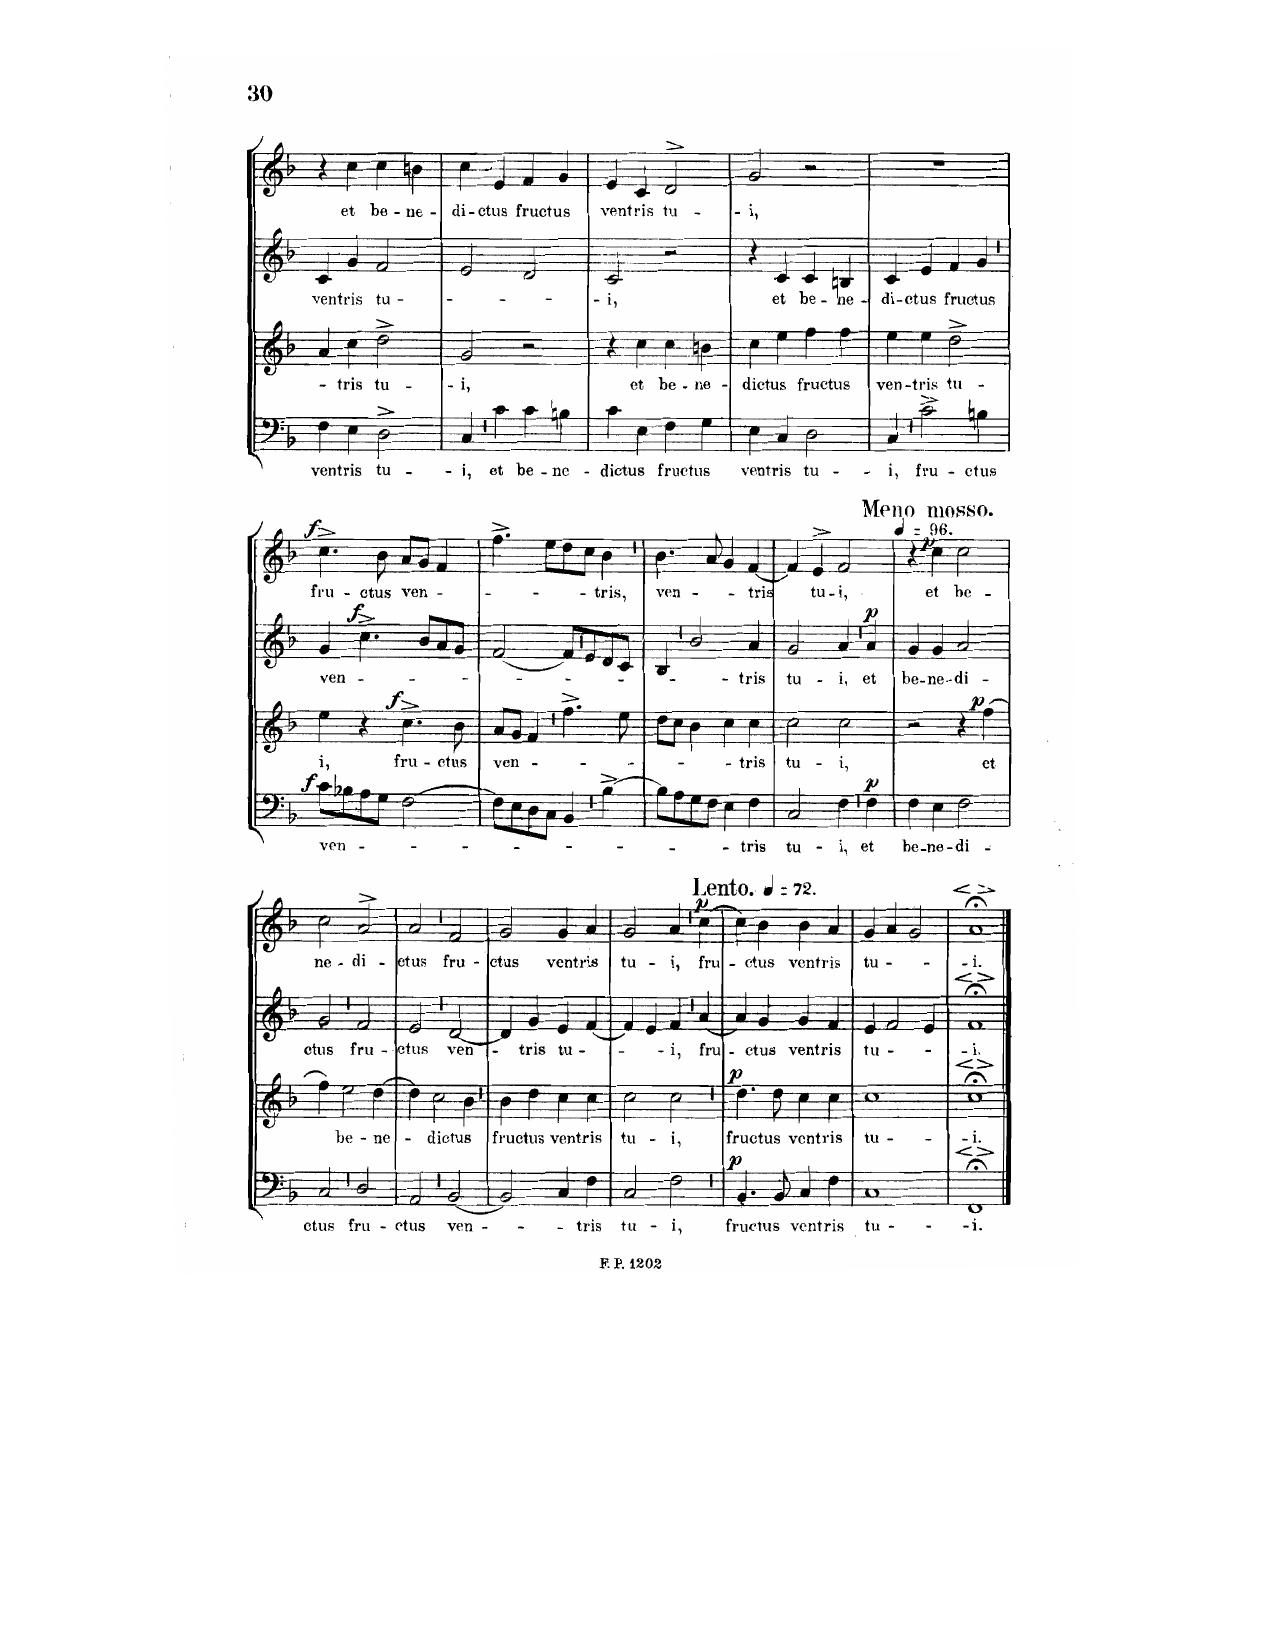 30
et be - ne - di - ctus fructus ventris tu - - i,
ventris tu - - - - - i, et be - ne - di - ctus fructus
- tris tu - - i, et be - ne - dictus fructus ven - tris tu -
ventris tu - - i, et be - ne - dictus fructus ventris tu - - i, fru - ctus
Meno mosso.
♩ = 96.
f f f f p p p p
fru - ctus ven - - - - - tris, ven - - tris tu - i, et be -
ven - - - - - - - - - tris tu - i, et be - ne - di -
i, fru - ctus ven - - - - - - tris tu - i, et
ven - - - - - - - - - tris tu - i, et be - ne - di -
Lento. ♩ = 72.
p
ne - di - ctus fru - ctus ventris tu - i, fru - ctus ventris tu - - - i.
ctus fru - ctus ven - tris tu - - - i, fru - ctus ventris tu - - - i.
p
be - ne - dictus fructus ventris tu - i, fructus ventris tu - - - i.
p
ctus fru - ctus ven - - - tris tu - i, fructus ventris tu - - - i.
F. P. 1202